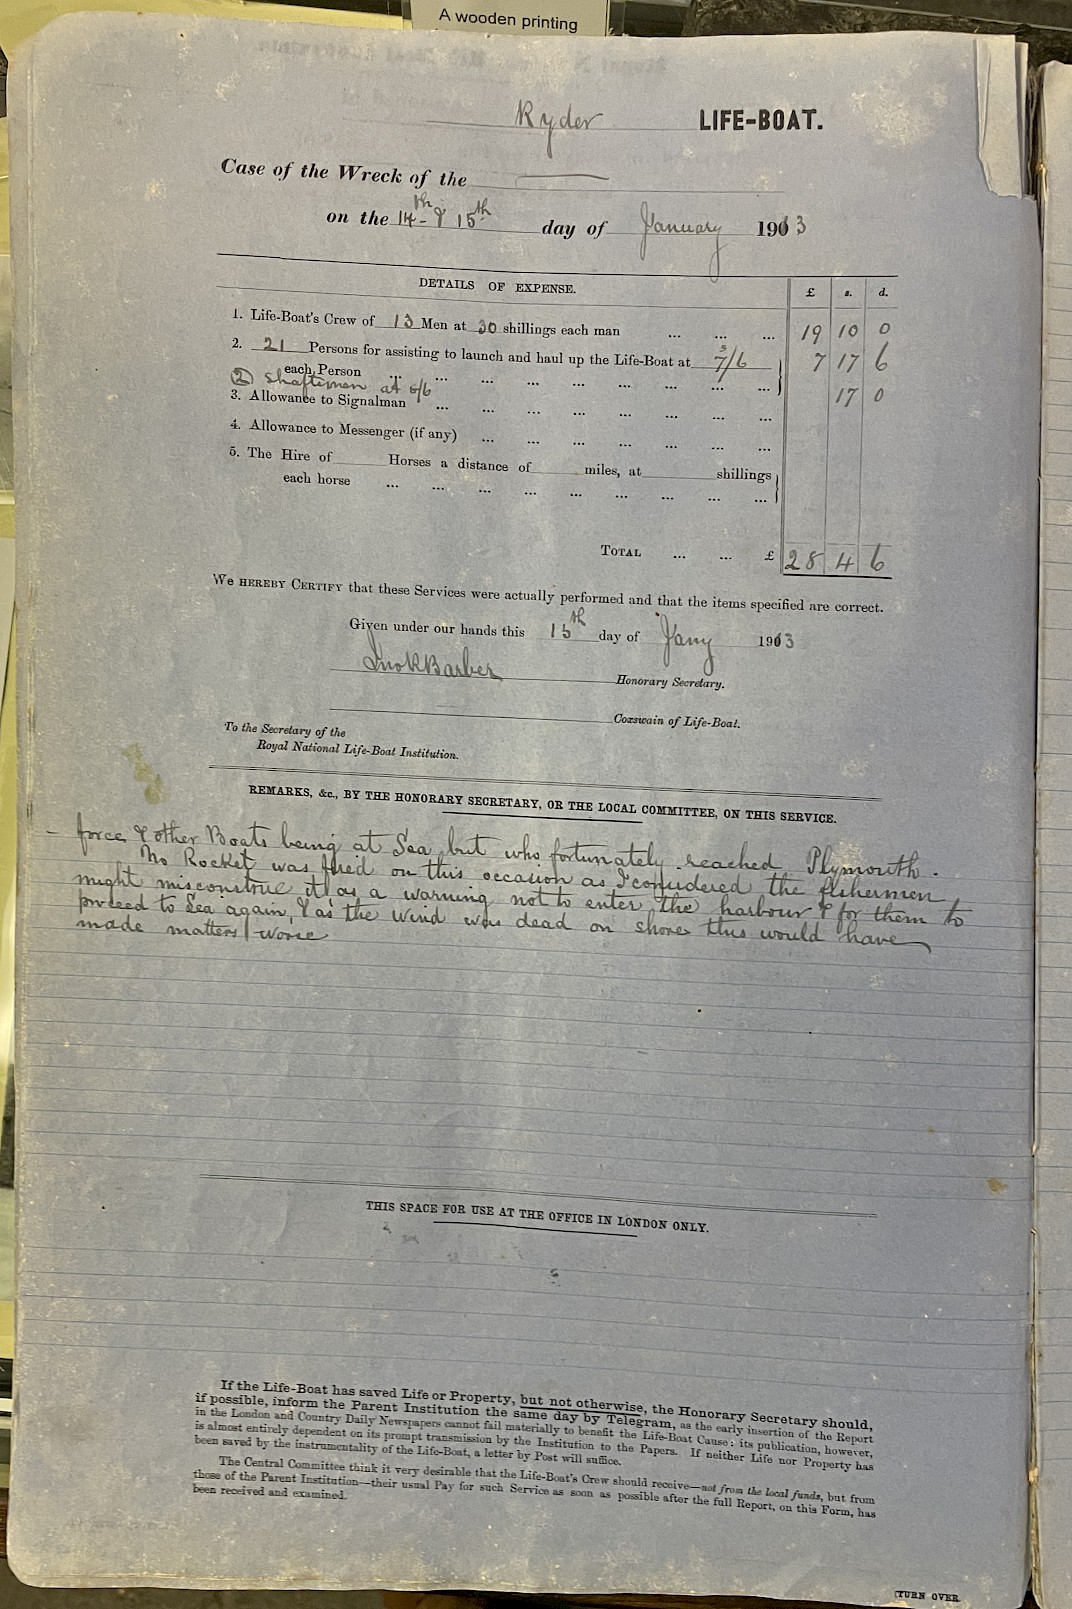 A wooden printing
Ryder LIFE-BOAT.
Case of the Wreck of the
on the 14th & 15th day of January 1903
DETAILS OF EXPENSE. £ s. d.
1. Life-Boat's Crew of 13 Men at 30 shillings each man ... ... ... 19 10 0
2. 21 Persons for assisting to launch and haul up the Life-Boat at 7/6 7 17 6
each Person ... ... ... ... ... ... ... ... ...
② Shaftsmen at 8/6 17 0
3. Allowance to Signalman ... ... ... ... ... ... ... ...
4. Allowance to Messenger (if any) ... ... ... ... ... ... ...
5. The Hire of Horses a distance of miles, at shillings
each horse ... ... ... ... ... ... ... ... ...
TOTAL ... ... £ 28 4 6
We HEREBY CERTIFY that these Services were actually performed and that the items specified are correct.
Given under our hands this 15th day of Jany 1903
Barber
Honorary Secretary.
Coxswain of Life-Boat.
To the Secretary of the
Royal National Life-Boat Institution.
REMARKS, &c., BY THE HONORARY SECRETARY, OR THE LOCAL COMMITTEE, ON THIS SERVICE.
- force & other Boats being at Sea but who fortunately reached Plymouth.
No Rocket was fired on this occasion as I considered the fishermen
might misconstrue it as a warning not to enter the harbour & for them to
proceed to Sea again, & as the wind was dead on shore this would have
made matters worse
THIS SPACE FOR USE AT THE OFFICE IN LONDON ONLY.
If the Life-Boat has saved Life or Property, but not otherwise, the Honorary Secretary should,
if possible, inform the Parent Institution the same day by Telegram, as the early insertion of the Report
in the London and Country Daily Newspapers cannot fail materially to benefit the Life-Boat Cause; its publication, however,
is almost entirely dependent on its prompt transmission by the Institution to the Papers. If neither Life nor Property has
been saved by the instrumentality of the Life-Boat, a letter by Post will suffice.
The Central Committee think it very desirable that the Life-Boat's Crew should receive—not from the local funds, but from
those of the Parent Institution—their usual Pay for such Service as soon as possible after the full Report, on this Form, has
been received and examined.
[TURN OVER.